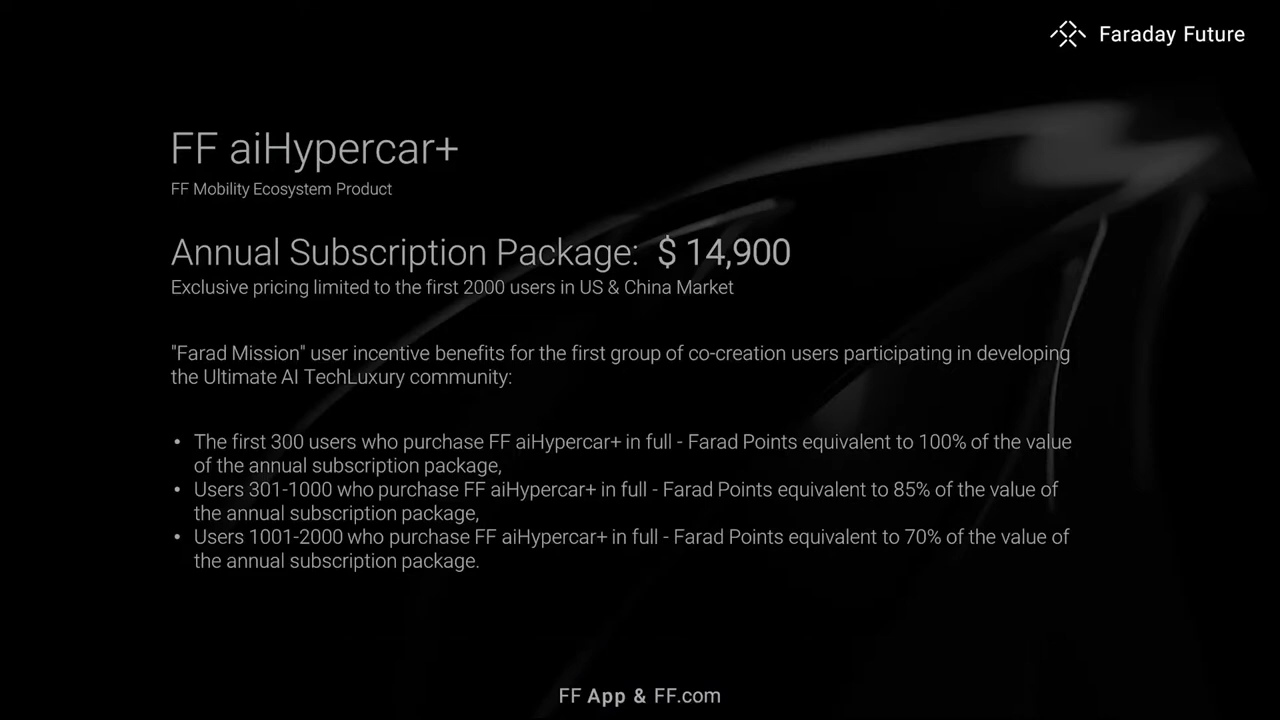 Faraday Future
FF aiHypercar+
FF Mobility Ecosystem Product
Annual Subscription Package: $ 14,900
Exclusive pricing limited to the first 2000 users in US & China Market
"Farad Mission" user incentive benefits for the first group of co-creation users participating in developing
the Ultimate AI TechLuxury community:
• The first 300 users who purchase FF aiHypercar+ in full - Farad Points equivalent to 100% of the value
of the annual subscription package,
• Users 301-1000 who purchase FF aiHypercar+ in full - Farad Points equivalent to 85% of the value of
the annual subscription package,
• Users 1001-2000 who purchase FF aiHypercar+ in full - Farad Points equivalent to 70% of the value of
the annual subscription package.
FF App & FF.com